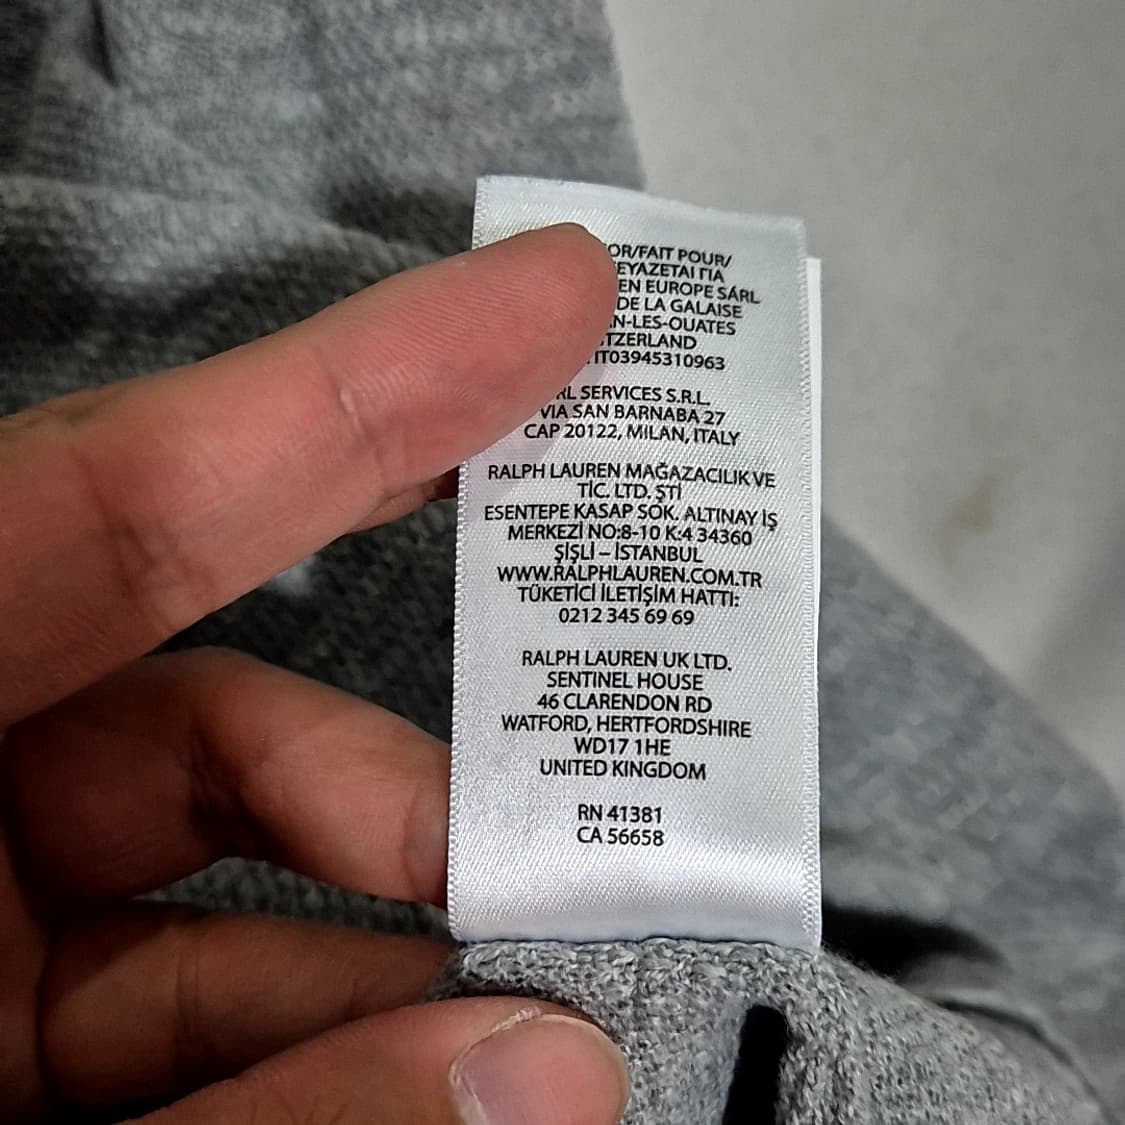 OR/FAIT POUR/
ΕΥΑΖΕΤΑΙ ΓΙΑ
EN EUROPE SÁRL
DE LA GALAISE
N-LES-OUATES
TZERLAND
IT03945310963
RL SERVICES S.R.L.
VIA SAN BARNABA 27
CAP 20122, MILAN, ITALY
RALPH LAUREN MAĞAZACILIK VE
TİC. LTD. ŞTİ
ESENTEPE KASAP SOK. ALTINAY İŞ
MERKEZİ NO:8-10 K:4 34360
ŞİŞLİ – İSTANBUL
WWW.RALPHLAUREN.COM.TR
TÜKETİCİ İLETİŞİM HATTI:
0212 345 69 69
RALPH LAUREN UK LTD.
SENTINEL HOUSE
46 CLARENDON RD
WATFORD, HERTFORDSHIRE
WD17 1HE
UNITED KINGDOM
RN 41381
CA 56658